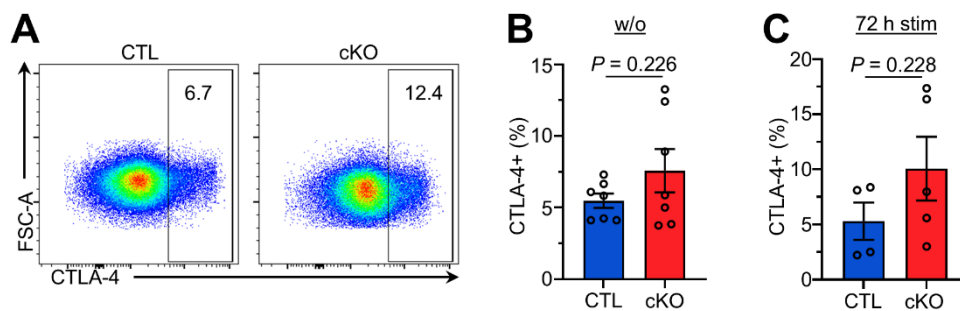 A
CTL
cKO
6.7
12.4
FSC-A
CTLA-4
B
w/o
P = 0.226
CTLA-4+ (%)
15
10
5
0
CTL
cKO
C
72 h stim
P = 0.228
CTLA-4+ (%)
20
15
10
5
0
CTL
cKO